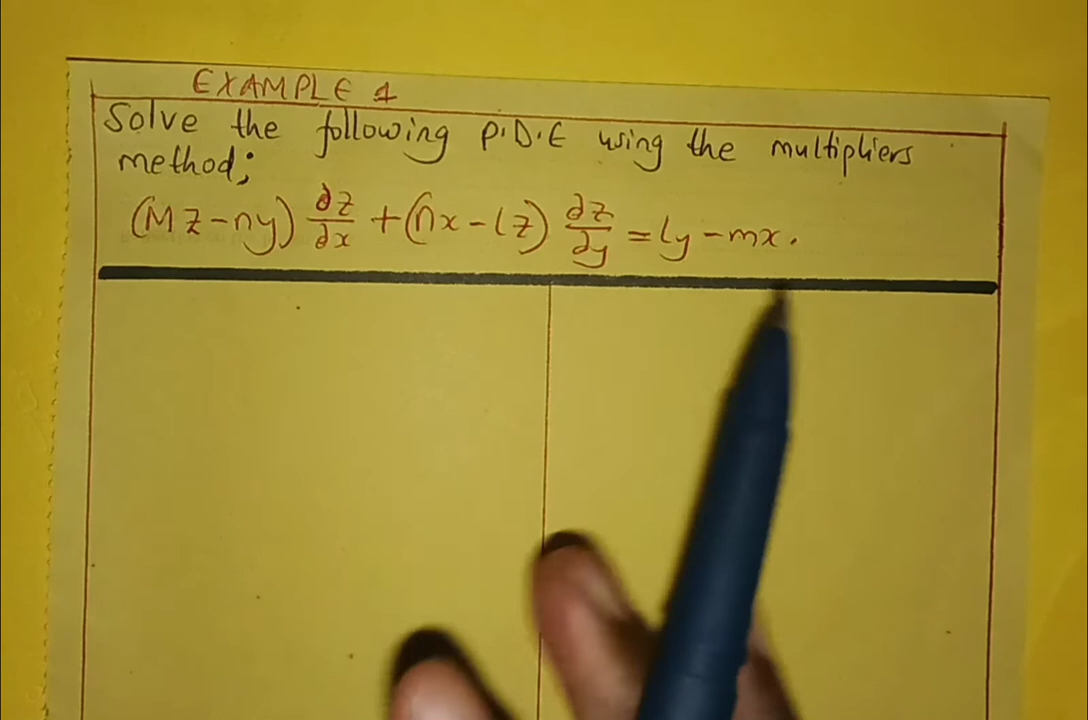 EXAMPLE 1
Solve the following P.D.E using the multipliers
method;
(Mz-ny) ∂z/∂x + (nx-lz) ∂z/∂y = ly-mx.